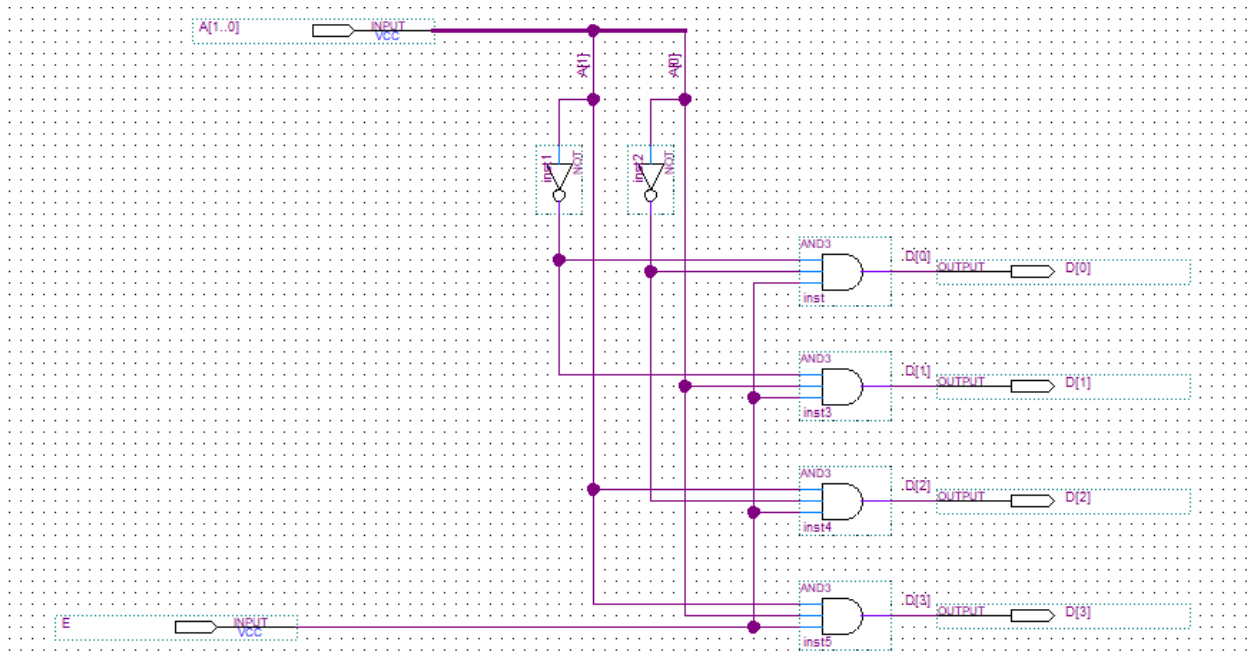 A[1..0]
INPUT
VCC
A[1]
A[0]
inst1
NOT
inst2
NOT
AND3
inst
D[0]
OUTPUT
D[0]
AND3
inst3
D[1]
OUTPUT
D[1]
AND3
inst4
D[2]
OUTPUT
D[2]
AND3
inst5
D[3]
OUTPUT
D[3]
E
INPUT
VCC